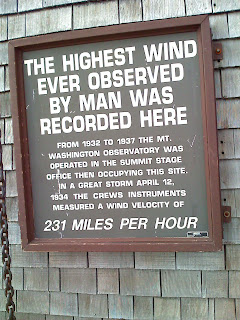 THE HIGHEST WIND
EVER OBSERVED
BY MAN WAS
RECORDED HERE
FROM 1932 TO 1937 THE MT.
WASHINGTON OBSERVATORY WAS
OPERATED IN THE SUMMIT STAGE
OFFICE THEN OCCUPYING THIS SITE.
IN A GREAT STORM APRIL 12,
1934 THE CREWS INSTRUMENTS
MEASURED A WIND VELOCITY OF
231 MILES PER HOUR